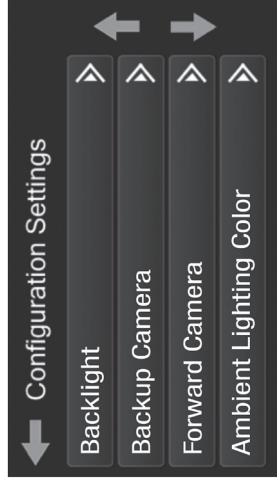 Configuration Settings
Backlight
Backup Camera
Forward Camera
Ambient Lighting Color